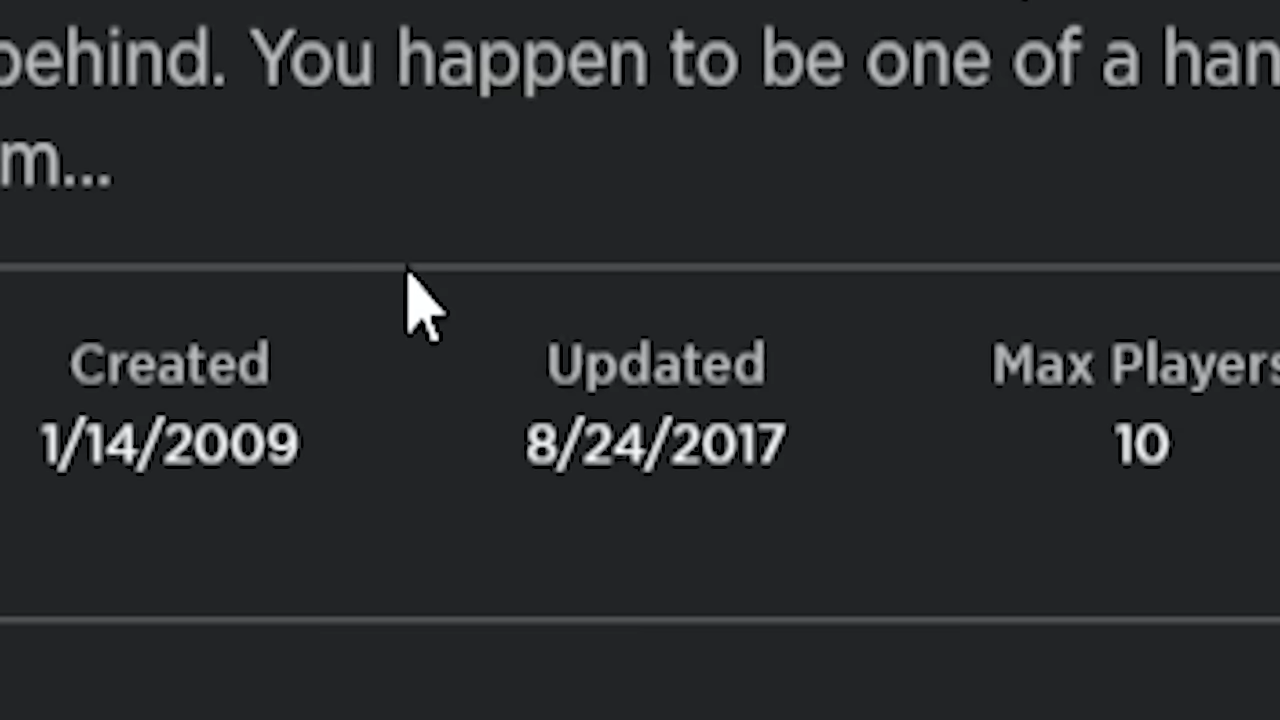 behind. You happen to be one of a han
m...
Created Updated Max Players
1/14/2009 8/24/2017 10